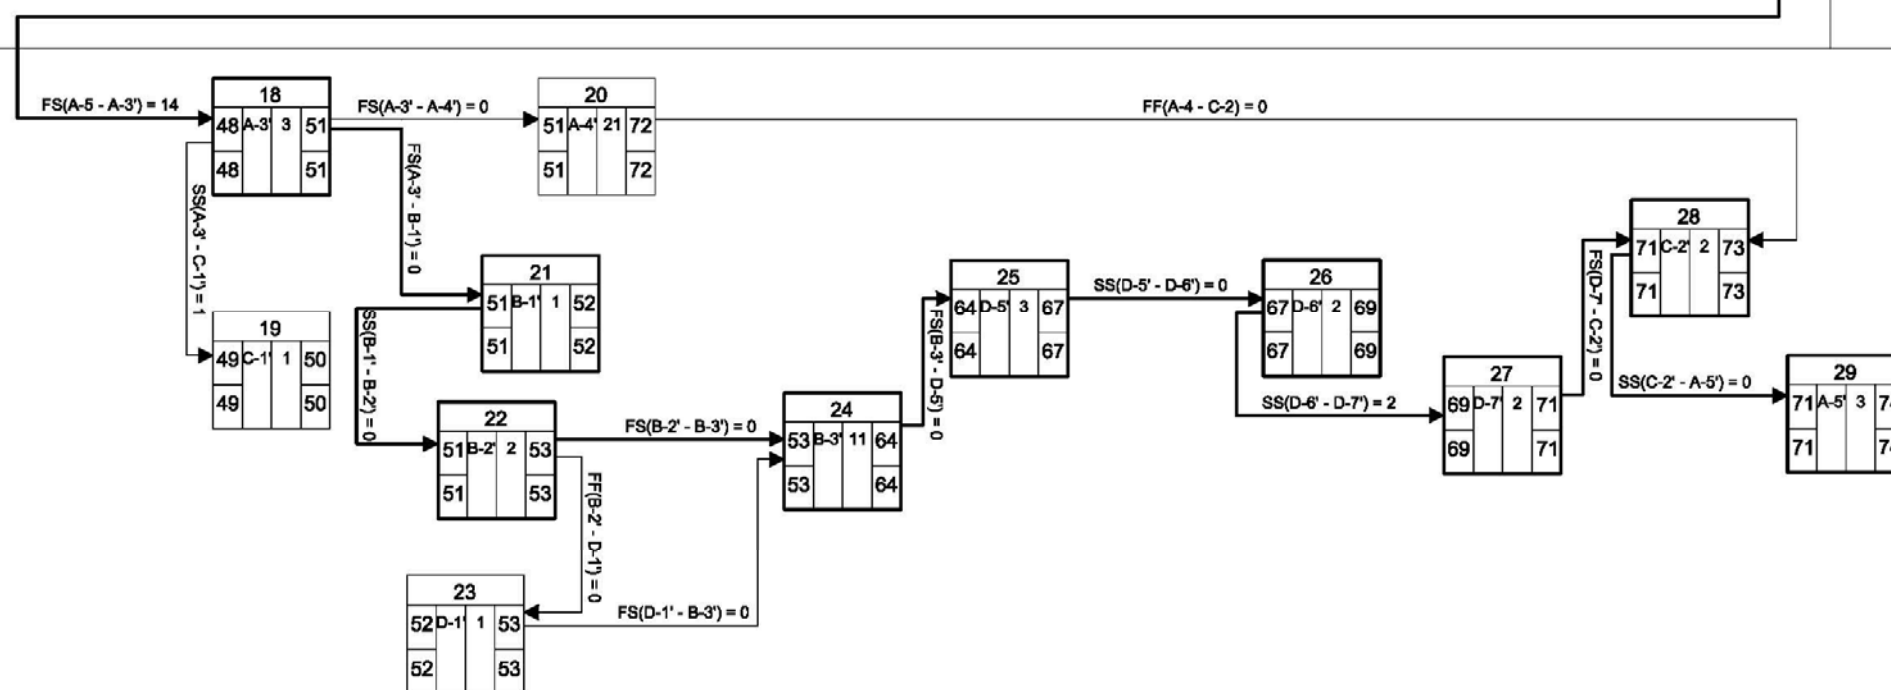 FS(A-5 - A-3') = 14
18
48 A-3' 3 51
48 51
FS(A-3' - A-4') = 0
20
51 A-4' 21 72
51 72
FF(A-4 - C-2) = 0
SS(A-3' - C-1') = 1
FS(A-3' - B-1') = 0
19
49 C-1' 1 50
49 50
21
51 B-1' 1 52
51 52
SS(B-1' - B-2') = 0
22
51 B-2' 2 53
51 53
FS(B-2' - B-3') = 0
FF(B-2' - D-1') = 0
23
52 D-1' 1 53
52 53
FS(D-1' - B-3') = 0
24
53 B-3' 11 64
53 64
FS(B-3' - D-5') = 0
25
64 D-5' 3 67
64 67
SS(D-5' - D-6') = 0
26
67 D-6' 2 69
67 69
SS(D-6' - D-7') = 2
27
69 D-7' 2 71
69 71
FS(D-7' - C-2') = 0
28
71 C-2' 2 73
71 73
SS(C-2' - A-5') = 0
29
71 A-5' 3
71